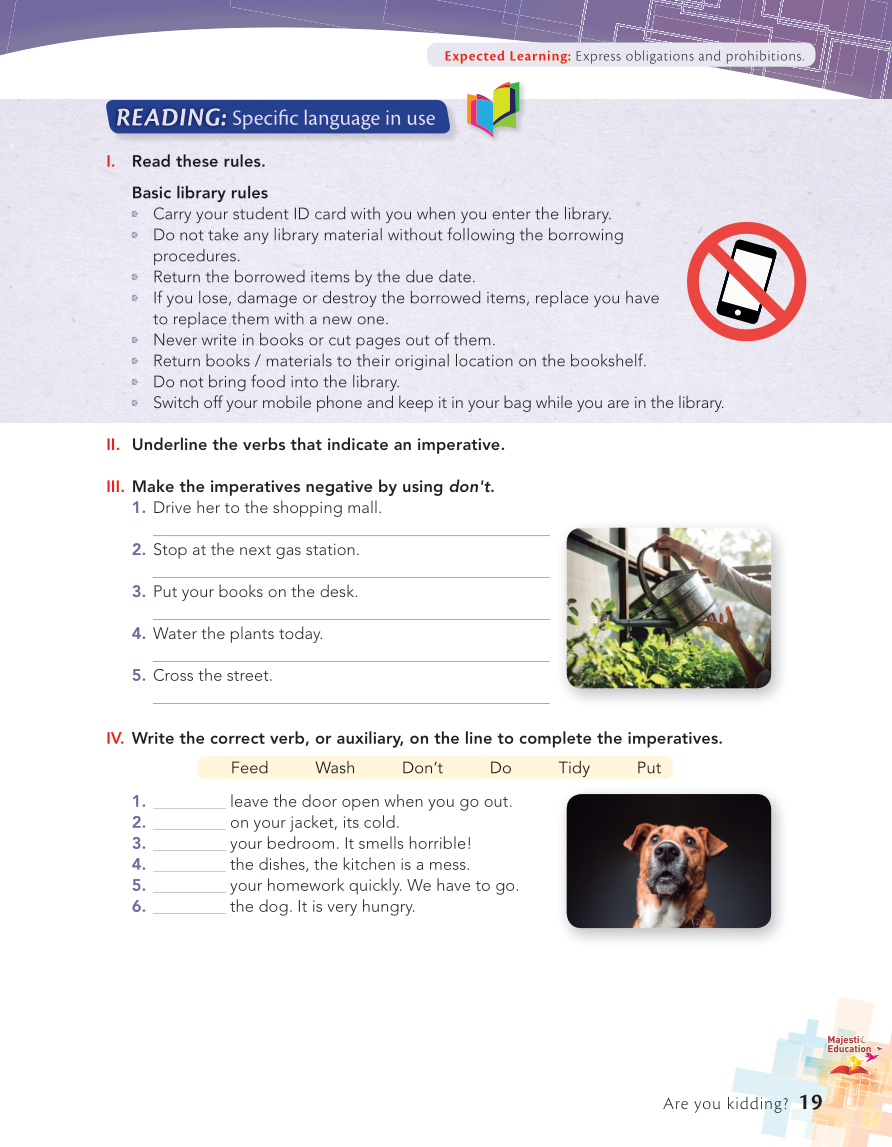 Expected Learning: Express obligations and prohibitions.
READING: Specific language in use
I. Read these rules.
Basic library rules
Carry your student ID card with you when you enter the library.
Do not take any library material without following the borrowing
procedures.
Return the borrowed items by the due date.
If you lose, damage or destroy the borrowed items, replace you have
to replace them with a new one.
Never write in books or cut pages out of them.
Return books / materials to their original location on the bookshelf.
Do not bring food into the library.
Switch off your mobile phone and keep it in your bag while you are in the library.
II. Underline the verbs that indicate an imperative.
III. Make the imperatives negative by using don't.
1. Drive her to the shopping mall.
2. Stop at the next gas station.
3. Put your books on the desk.
4. Water the plants today.
5. Cross the street.
IV. Write the correct verb, or auxiliary, on the line to complete the imperatives.
Feed Wash Don't Do Tidy Put
1. ________ leave the door open when you go out.
2. ________ on your jacket, its cold.
3. ________ your bedroom. It smells horrible!
4. ________ the dishes, the kitchen is a mess.
5. ________ your homework quickly. We have to go.
6. ________ the dog. It is very hungry.
Majestic
Education
Are you kidding? 19